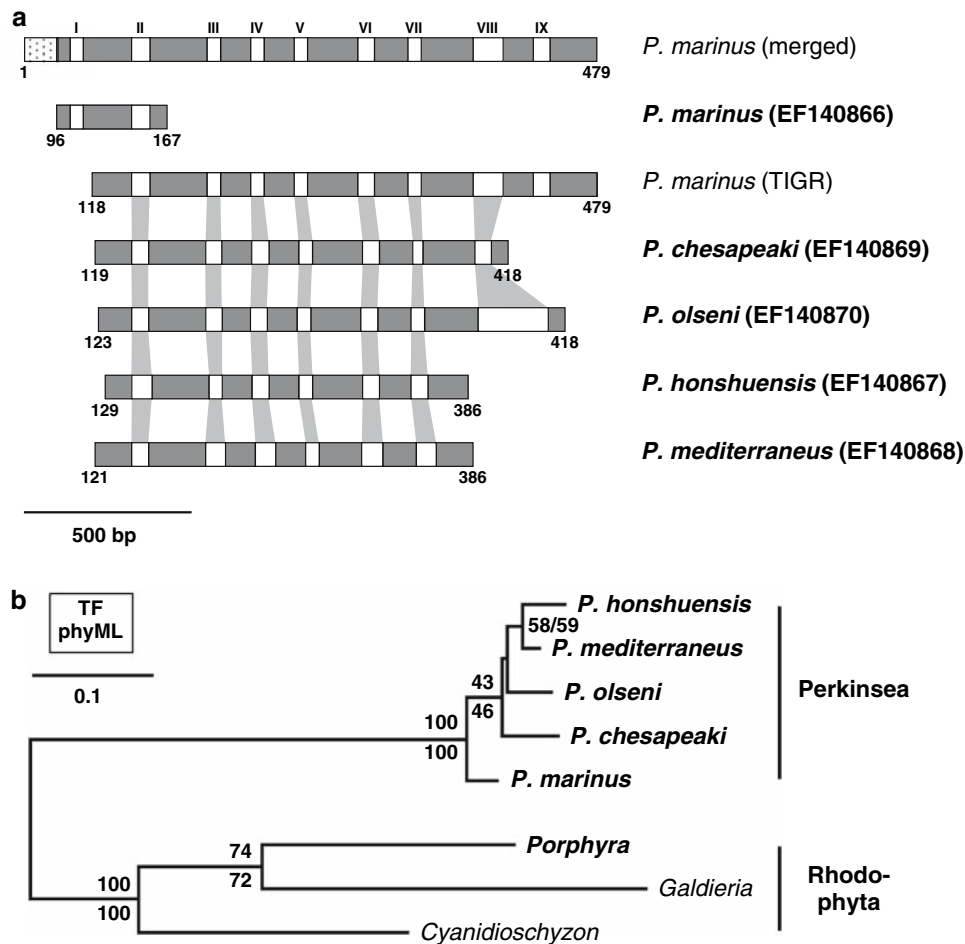 a
I II III IV V VI VII VIII IX
P. marinus (merged)
1 479
P. marinus (EF140866)
96 167
P. marinus (TIGR)
118 479
P. chesapeaki (EF140869)
119 418
P. olseni (EF140870)
123 418
P. honshuensis (EF140867)
129 386
P. mediterraneus (EF140868)
121 386
500 bp
b
TF
phyML
0.1
P. honshuensis
58/59
P. mediterraneus
43
P. olseni
46
P. chesapeaki
100
100
P. marinus
Perkinsea
Porphyra
74
72
Galdieria
100
100
Cyanidioschyzon
Rhodo-
phyta